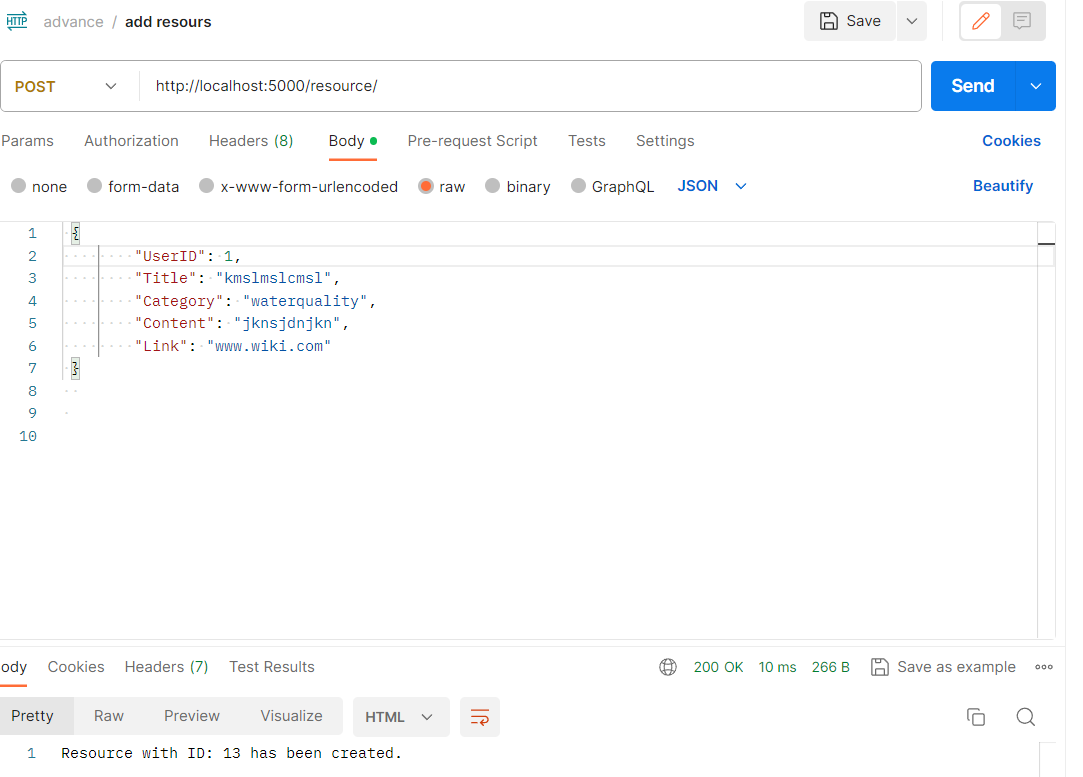 HTTP advance / add resours Save
POST http://localhost:5000/resource/ Send
Params Authorization Headers (8) Body Pre-request Script Tests Settings Cookies
none form-data x-www-form-urlencoded raw binary GraphQL JSON Beautify
1 {
2 "UserID": 1,
3 "Title": "kmslmslcmsl",
4 "Category": "waterquality",
5 "Content": "jknsjdnjkn",
6 "Link": "www.wiki.com"
7 }
8
9
10
ody Cookies Headers (7) Test Results 200 OK 10 ms 266 B Save as example
Pretty Raw Preview Visualize HTML
1 Resource with ID: 13 has been created.